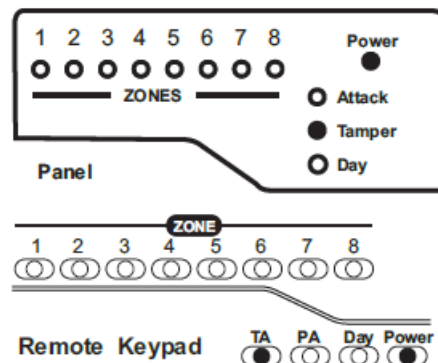 1 2 3 4 5 6 7 8
Power
ZONES
Attack
Tamper
Day
Panel
ZONE
1 2 3 4 5 6 7 8
Remote Keypad
TA PA Day Power